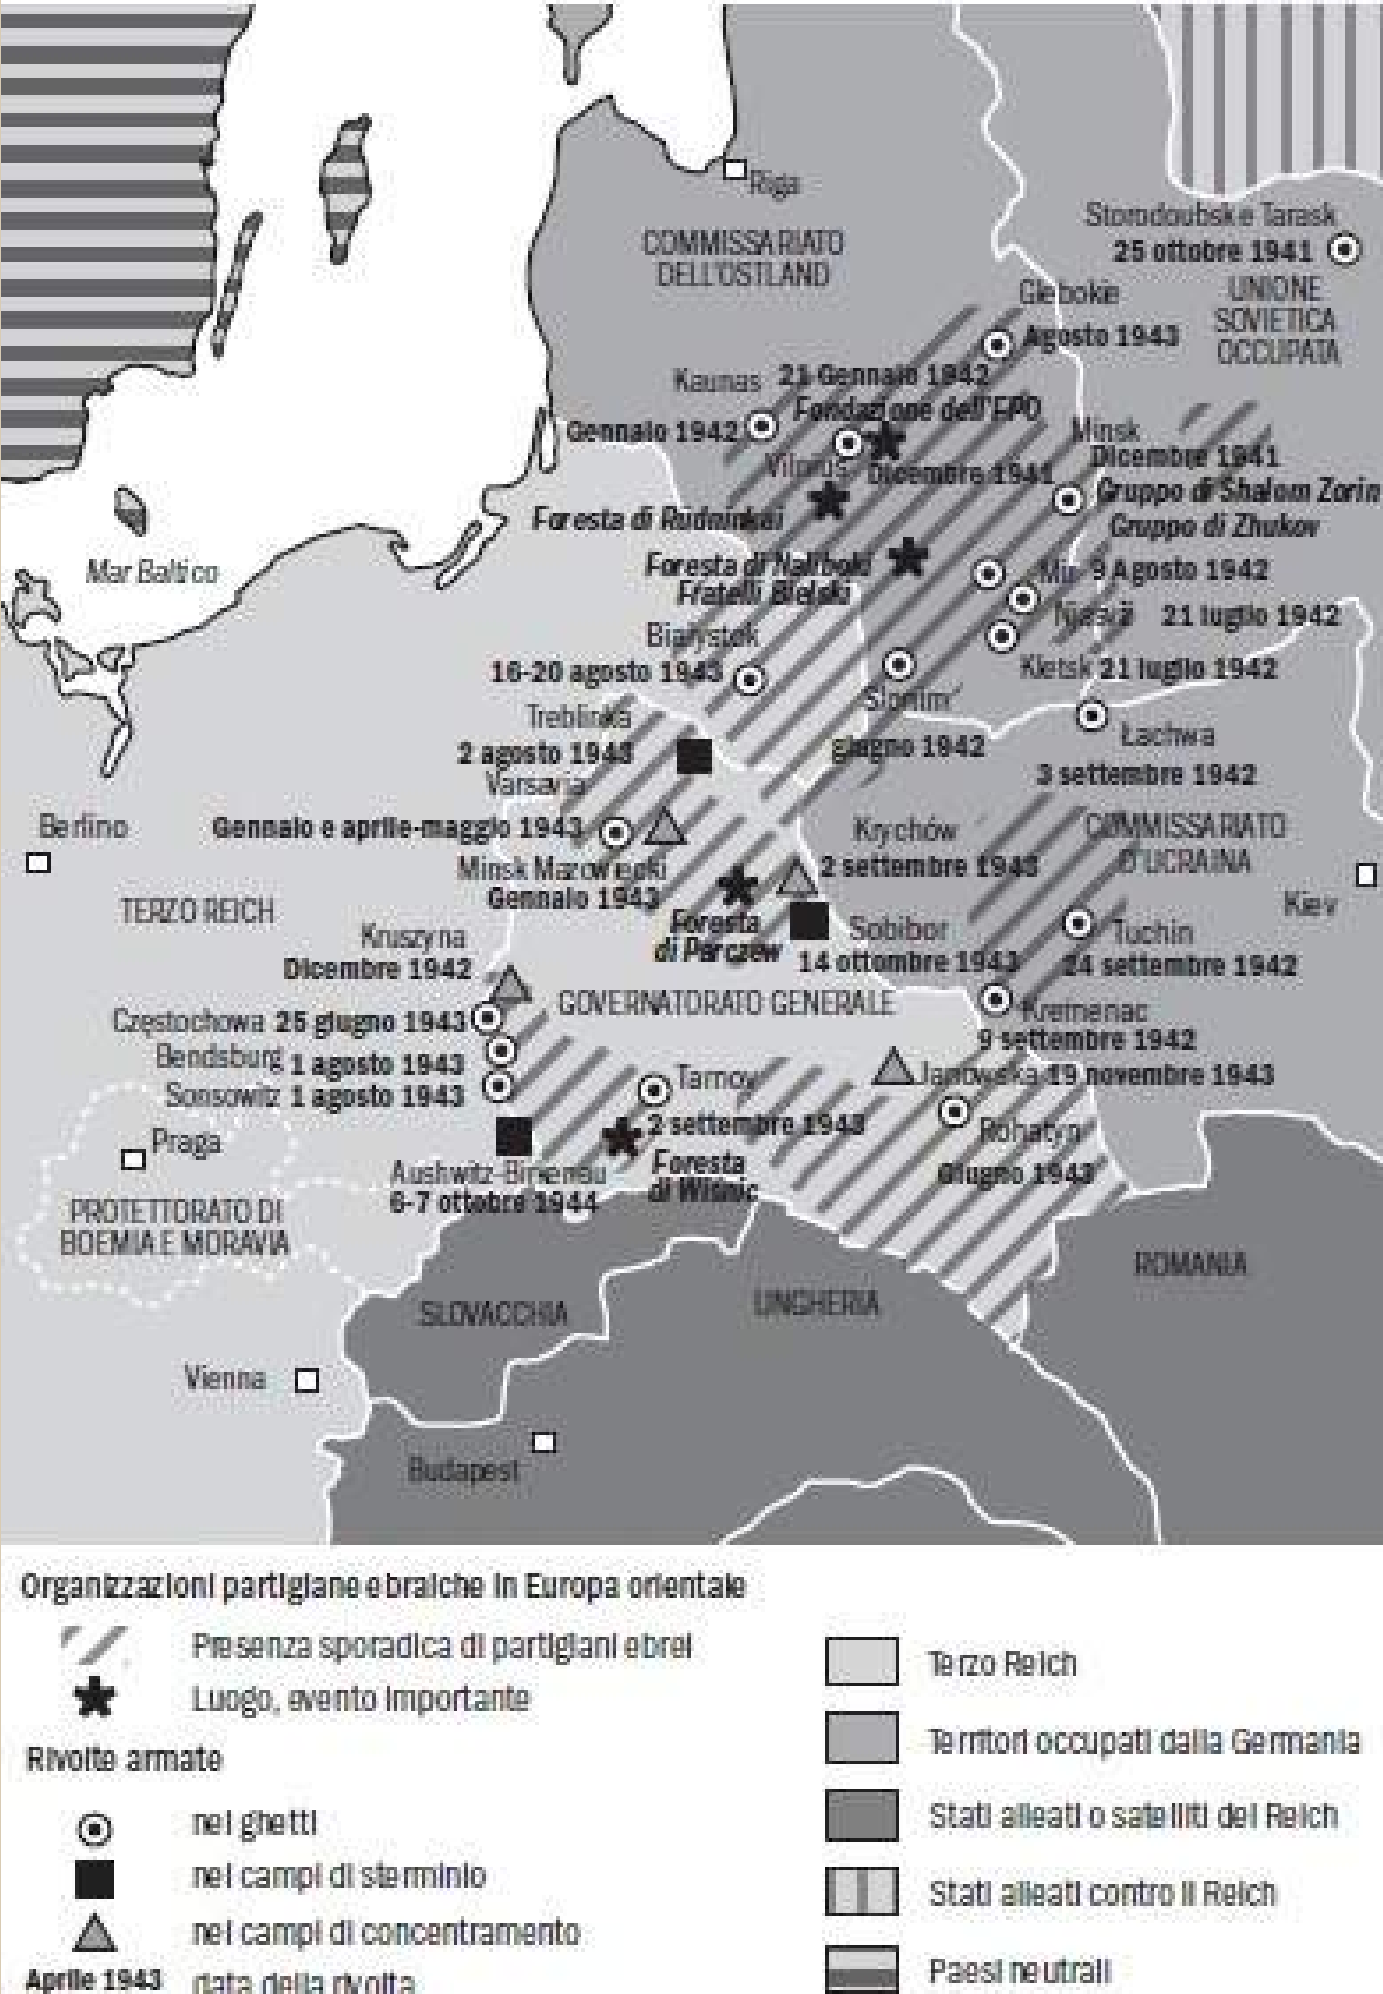 Riga
COMMISSARIATO
DELL'OSTLAND
Storodoubsk e Tarask
25 ottobre 1941
UNIONE
SOVIETICA
OCCUPATA
Glebokie
Agosto 1943
Kaunas
21 Gennaio 1942
Fondazione dell'FPO
Gennaio 1942
Vilnius
Dicembre 1941
Minsk
Dicembre 1941
Gruppo di Shalom Zorin
Gruppo di Zhukov
Foresta di Rudninkai
Foresta di Naliboki
Fratelli Bielski
Mar Baltico
Mir 9 Agosto 1942
21 luglio 1942
Kletsk 21 luglio 1942
Białystok
16-20 agosto 1943
Slonim'
giugno 1942
Łachwa
3 settembre 1942
Treblinka
2 agosto 1943
Varsavia
Gennaio e aprile-maggio 1943
Minsk Mazowiecki
Gennaio 1943
Berlino
TERZO REICH
Krychów
2 settembre 1943
COMMISSARIATO
D'UCRAINA
Kiev
Foresta
di Parczew
Sobibor
14 ottombre 1943
Tuchin
24 settembre 1942
Kruszyna
Dicembre 1942
GOVERNATORATO GENERALE
Kremenac
9 settembre 1942
Częstochowa 25 giugno 1943
Bendsburg 1 agosto 1943
Sonsowitz 1 agosto 1943
Tarnov
2 settembre 1943
Janowska 19 novembre 1943
Rohatyn
Giugno 1943
Praga
PROTETTORATO DI
BOEMIA E MORAVIA
Aushwitz-Birkenau
6-7 ottobre 1944
Foresta
di Wisnic
SLOVACCHIA
UNGHERIA
ROMANIA
Vienna
Budapest
Organizzazioni partigiane ebraiche in Europa orientale
Presenza sporadica di partigiani ebrei
Luogo, evento importante
Rivolte armate
nei ghetti
nei campi di sterminio
nei campi di concentramento
Aprile 1943 data della rivolta
Terzo Reich
Territori occupati dalla Germania
Stati alleati o satelliti del Reich
Stati alleati contro il Reich
Paesi neutrali